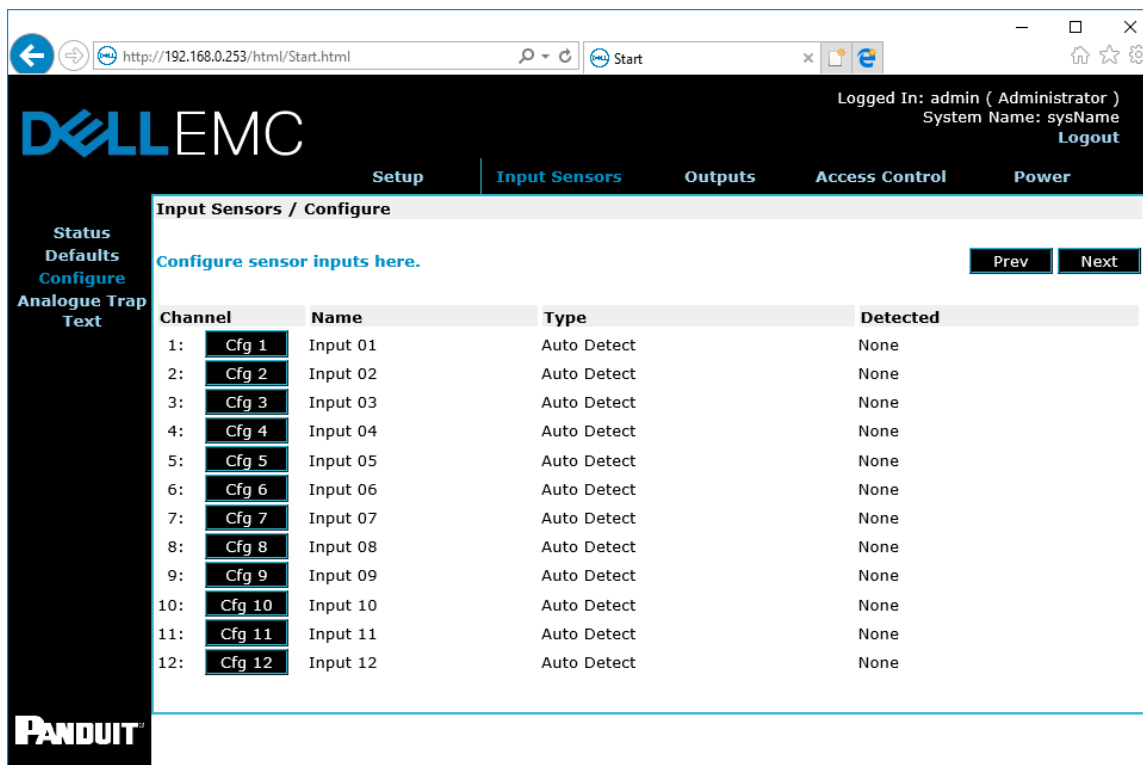 http://192.168.0.253/html/Start.html
Start
Logged In: admin ( Administrator )
System Name: sysName
Logout
DELLEMC
Setup Input Sensors Outputs Access Control Power
Status
Defaults
Configure
Analogue Trap
Text
Input Sensors / Configure
Configure sensor inputs here.
Prev Next
Channel Name Type Detected
1: Cfg 1 Input 01 Auto Detect None
2: Cfg 2 Input 02 Auto Detect None
3: Cfg 3 Input 03 Auto Detect None
4: Cfg 4 Input 04 Auto Detect None
5: Cfg 5 Input 05 Auto Detect None
6: Cfg 6 Input 06 Auto Detect None
7: Cfg 7 Input 07 Auto Detect None
8: Cfg 8 Input 08 Auto Detect None
9: Cfg 9 Input 09 Auto Detect None
10: Cfg 10 Input 10 Auto Detect None
11: Cfg 11 Input 11 Auto Detect None
12: Cfg 12 Input 12 Auto Detect None
PANDUIT